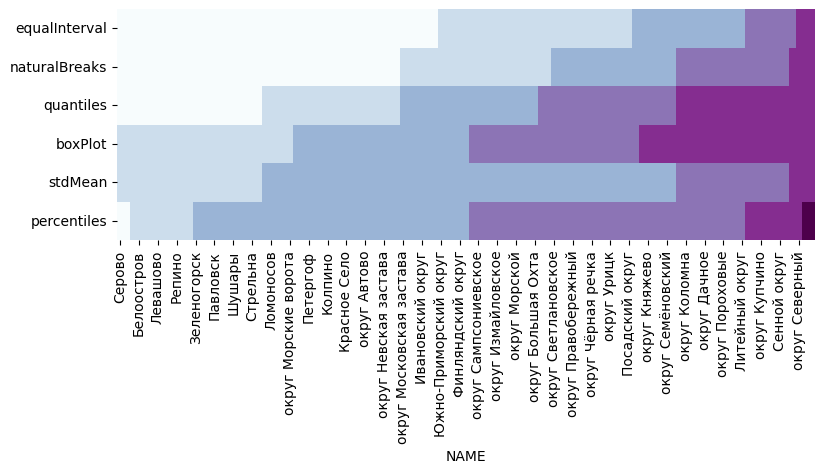 equalInterval
naturalBreaks
quantiles
boxPlot
stdMean
percentiles
Серово
Белоостров
Левашово
Репино
Зеленогорск
Павловск
Шушары
Стрельна
Ломоносов
округ Морские ворота
Петергоф
Колпино
Красное Село
округ Автово
округ Невская застава
округ Московская застава
Ивановский округ
Южно-Приморский округ
Финляндский округ
округ Сампсониевское
округ Измайловское
округ Морской
округ Большая Охта
округ Светлановское
округ Правобережный
округ Чёрная речка
округ Урицк
Посадский округ
округ Княжево
округ Семёновский
округ Коломна
округ Дачное
округ Пороховые
Литейный округ
округ Купчино
Сенной округ
округ Северный
NAME